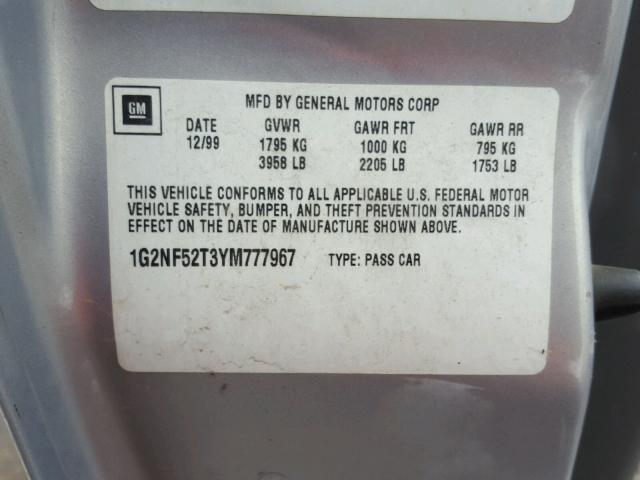 GM
MFD BY GENERAL MOTORS CORP
DATE GVWR GAWR FRT GAWR RR
12/99 1795 KG 1000 KG 795 KG
3958 LB 2205 LB 1753 LB
THIS VEHICLE CONFORMS TO ALL APPLICABLE U.S. FEDERAL MOTOR
VEHICLE SAFETY, BUMPER, AND THEFT PREVENTION STANDARDS IN
EFFECT ON THE DATE OF MANUFACTURE SHOWN ABOVE.
1G2NF52T3YM777967 TYPE: PASS CAR